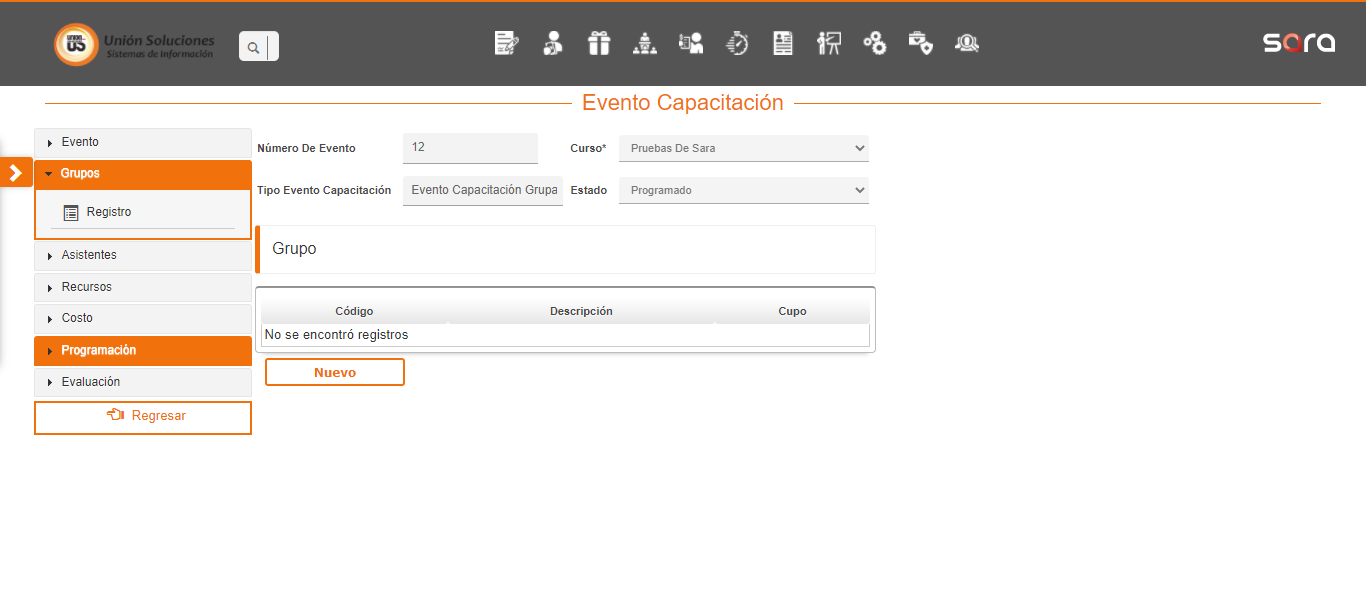 UNION
US
Unión Soluciones
Sistemas de Información
sara
Evento Capacitación
Evento
Grupos
Registro
Asistentes
Recursos
Costo
Programación
Evaluación
Regresar
Número De Evento 12 Curso* Pruebas De Sara
Tipo Evento Capacitación Evento Capacitación Grupa Estado Programado
Grupo
Código Descripción Cupo
No se encontró registros
Nuevo